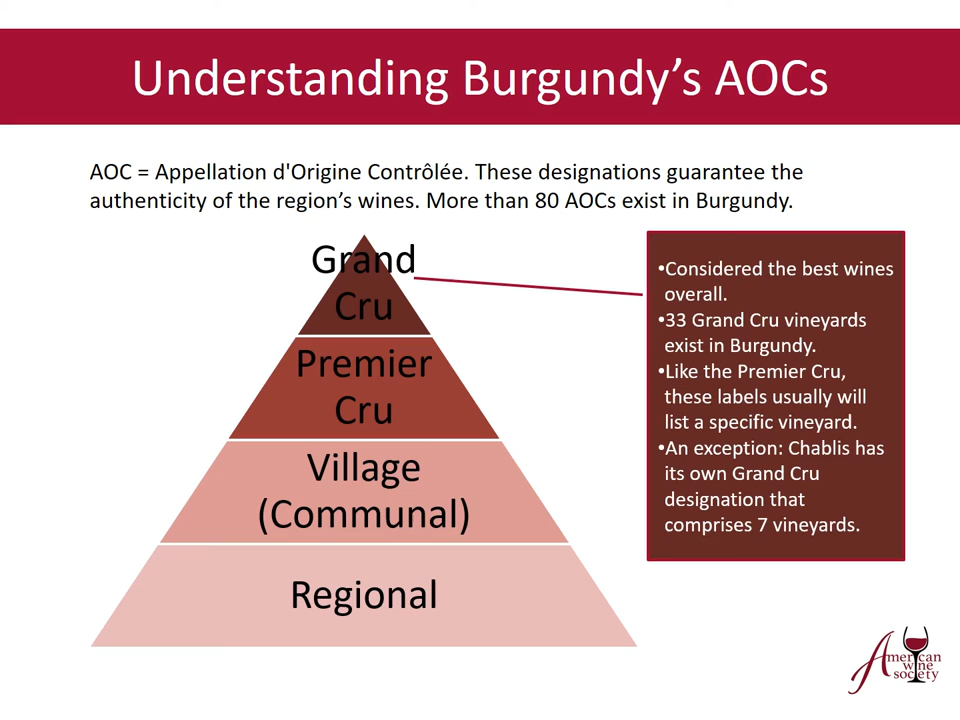 Understanding Burgundy's AOCs
AOC = Appellation d'Origine Contrôlée. These designations guarantee the
authenticity of the region's wines. More than 80 AOCs exist in Burgundy.
Grand
Cru
Premier
Cru
Village
(Communal)
Regional
•Considered the best wines
overall.
•33 Grand Cru vineyards
exist in Burgundy.
•Like the Premier Cru,
these labels usually will
list a specific vineyard.
•An exception: Chablis has
its own Grand Cru
designation that
comprises 7 vineyards.
American
wine
society